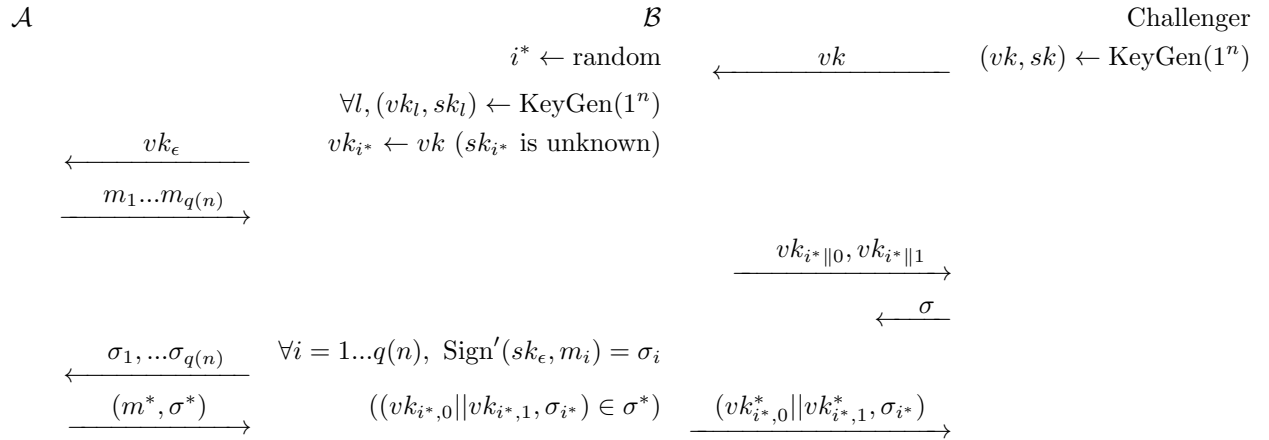 𝒜 ℬ Challenger
i* ← random vk (vk, sk) ← KeyGen(1ⁿ)
∀l, (vk_l, sk_l) ← KeyGen(1ⁿ)
vk_ϵ vk_{i*} ← vk (sk_{i*} is unknown)
m_1...m_{q(n)}
vk_{i*∥0}, vk_{i*∥1}
σ
σ_1, ...σ_{q(n)} ∀i = 1...q(n), Sign′(sk_ϵ, m_i) = σ_i
(m*, σ*) ((vk_{i*,0}||vk_{i*,1}, σ_{i*}) ∈ σ*) (vk*_{i*,0}||vk*_{i*,1}, σ_{i*})